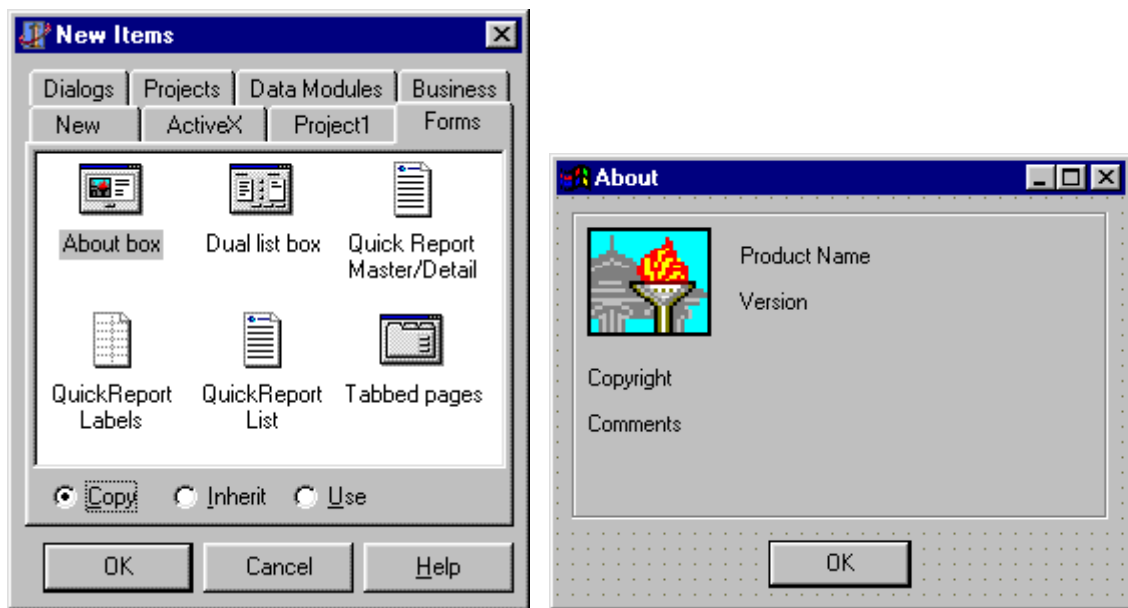 New Items
Dialogs Projects Data Modules Business
New ActiveX Project1 Forms
About box Dual list box Quick Report
Master/Detail
QuickReport QuickReport Tabbed pages
Labels List
Copy Inherit Use
OK Cancel Help
About
Product Name
Version
Copyright
Comments
OK